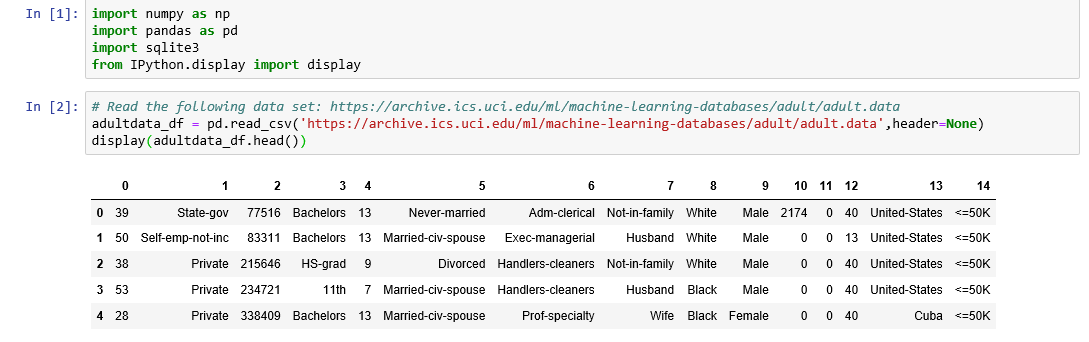 In [1]: import numpy as np
import pandas as pd
import sqlite3
from IPython.display import display
In [2]: # Read the following data set: https://archive.ics.uci.edu/ml/machine-learning-databases/adult/adult.data
adultdata_df = pd.read_csv('https://archive.ics.uci.edu/ml/machine-learning-databases/adult/adult.data',header=None)
display(adultdata_df.head())
0 1 2 3 4 5 6 7 8 9 10 11 12 13 14
0 39 State-gov 77516 Bachelors 13 Never-married Adm-clerical Not-in-family White Male 2174 0 40 United-States <=50K
1 50 Self-emp-not-inc 83311 Bachelors 13 Married-civ-spouse Exec-managerial Husband White Male 0 0 13 United-States <=50K
2 38 Private 215646 HS-grad 9 Divorced Handlers-cleaners Not-in-family White Male 0 0 40 United-States <=50K
3 53 Private 234721 11th 7 Married-civ-spouse Handlers-cleaners Husband Black Male 0 0 40 United-States <=50K
4 28 Private 338409 Bachelors 13 Married-civ-spouse Prof-specialty Wife Black Female 0 0 40 Cuba <=50K